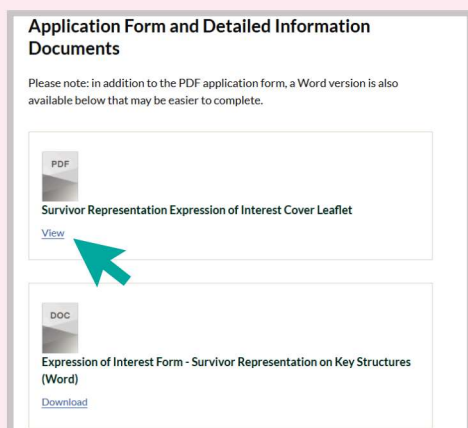 Application Form and Detailed Information
Documents
Please note: in addition to the PDF application form, a Word version is also
available below that may be easier to complete.
PDF
Survivor Representation Expression of Interest Cover Leaflet
View
DOC
Expression of Interest Form - Survivor Representation on Key Structures
(Word)
Download